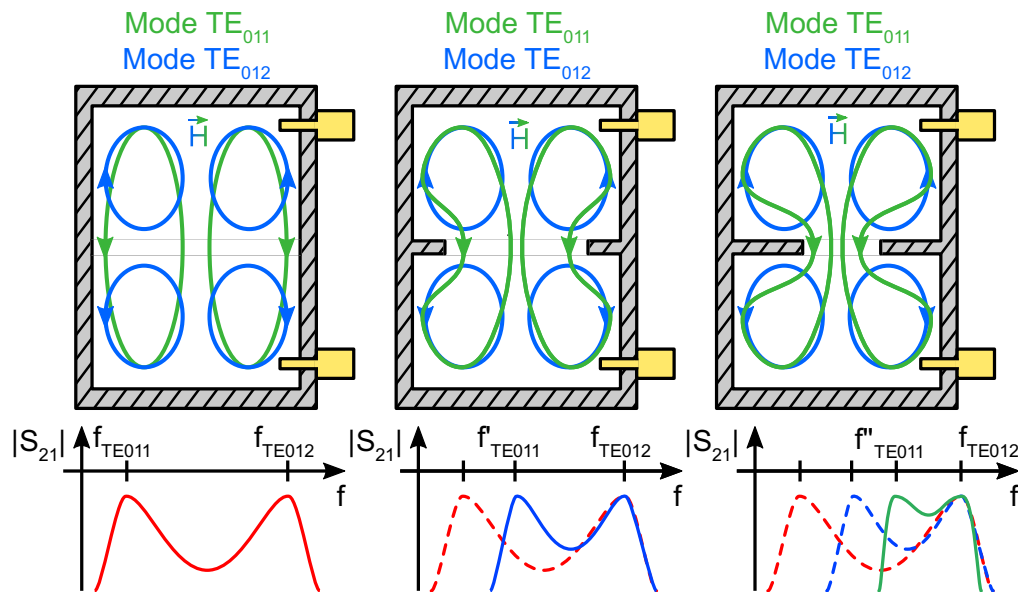 Mode TE011
Mode TE012
H
|S21|
fTE011
fTE012
f
Mode TE011
Mode TE012
H
|S21|
f'TE011
fTE012
f
Mode TE011
Mode TE012
H
|S21|
f"TE011
fTE012
f